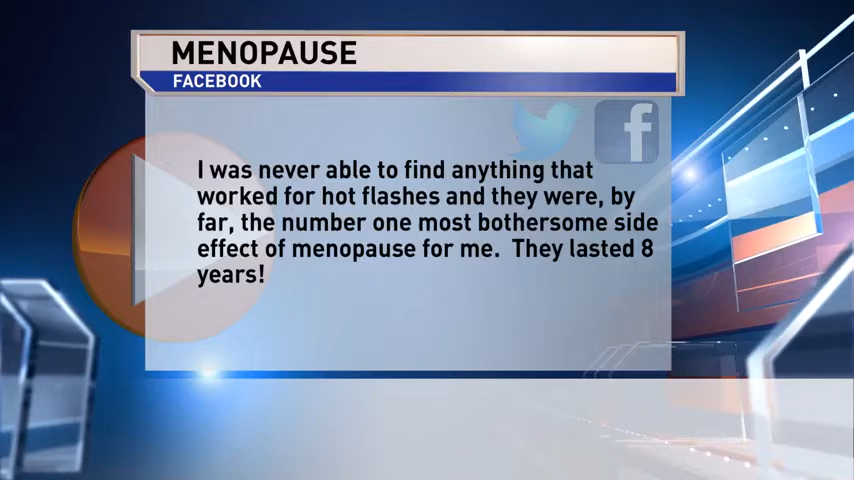 MENOPAUSE
FACEBOOK
f
I was never able to find anything that
worked for hot flashes and they were, by
far, the number one most bothersome side
effect of menopause for me.  They lasted 8
years!